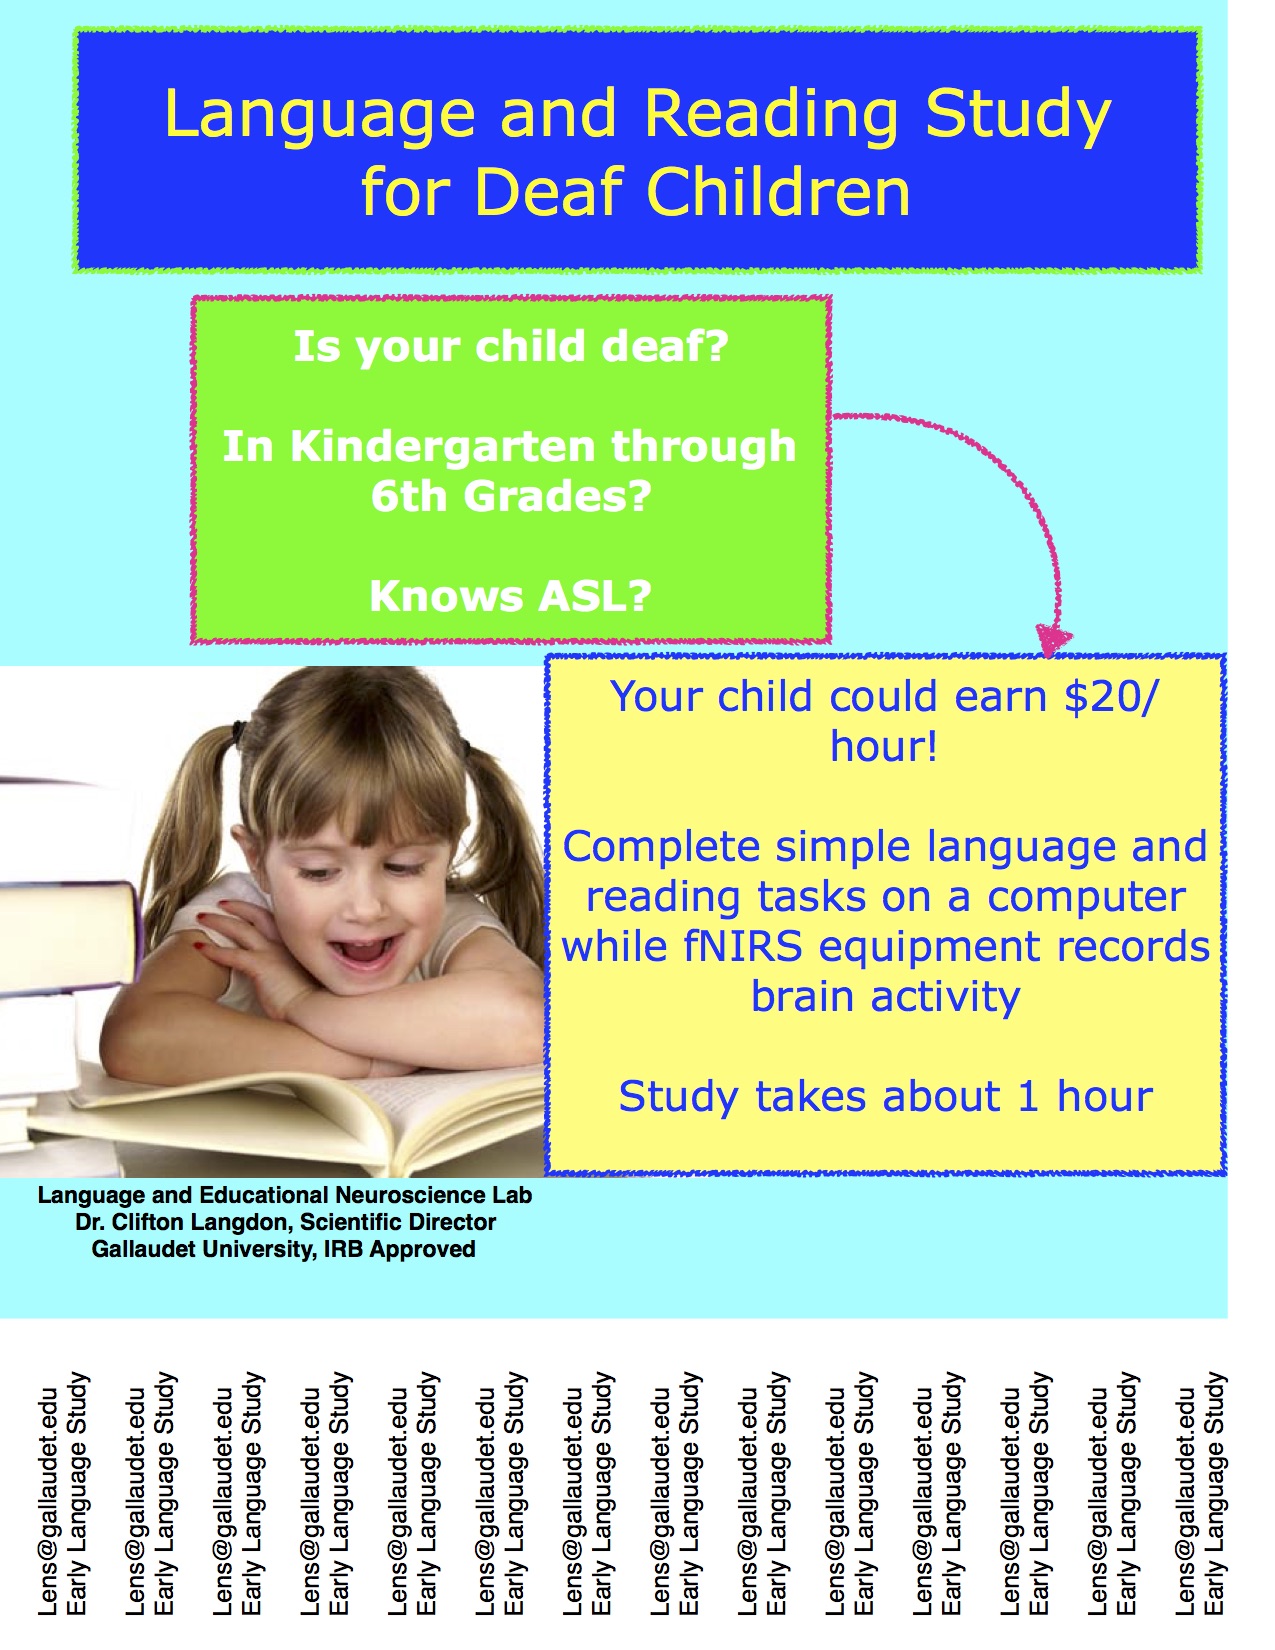 Language and Reading Study
for Deaf Children
Is your child deaf?
In Kindergarten through
6th Grades?
Knows ASL?
Your child could earn $20/
hour!
Complete simple language and
reading tasks on a computer
while fNIRS equipment records
brain activity
Study takes about 1 hour
Language and Educational Neuroscience Lab
Dr. Clifton Langdon, Scientific Director
Gallaudet University, IRB Approved
Lens@gallaudet.edu
Early Language Study
Lens@gallaudet.edu
Early Language Study
Lens@gallaudet.edu
Early Language Study
Lens@gallaudet.edu
Early Language Study
Lens@gallaudet.edu
Early Language Study
Lens@gallaudet.edu
Early Language Study
Lens@gallaudet.edu
Early Language Study
Lens@gallaudet.edu
Early Language Study
Lens@gallaudet.edu
Early Language Study
Lens@gallaudet.edu
Early Language Study
Lens@gallaudet.edu
Early Language Study
Lens@gallaudet.edu
Early Language Study
Lens@gallaudet.edu
Early Language Study
Lens@gallaudet.edu
Early Language Study